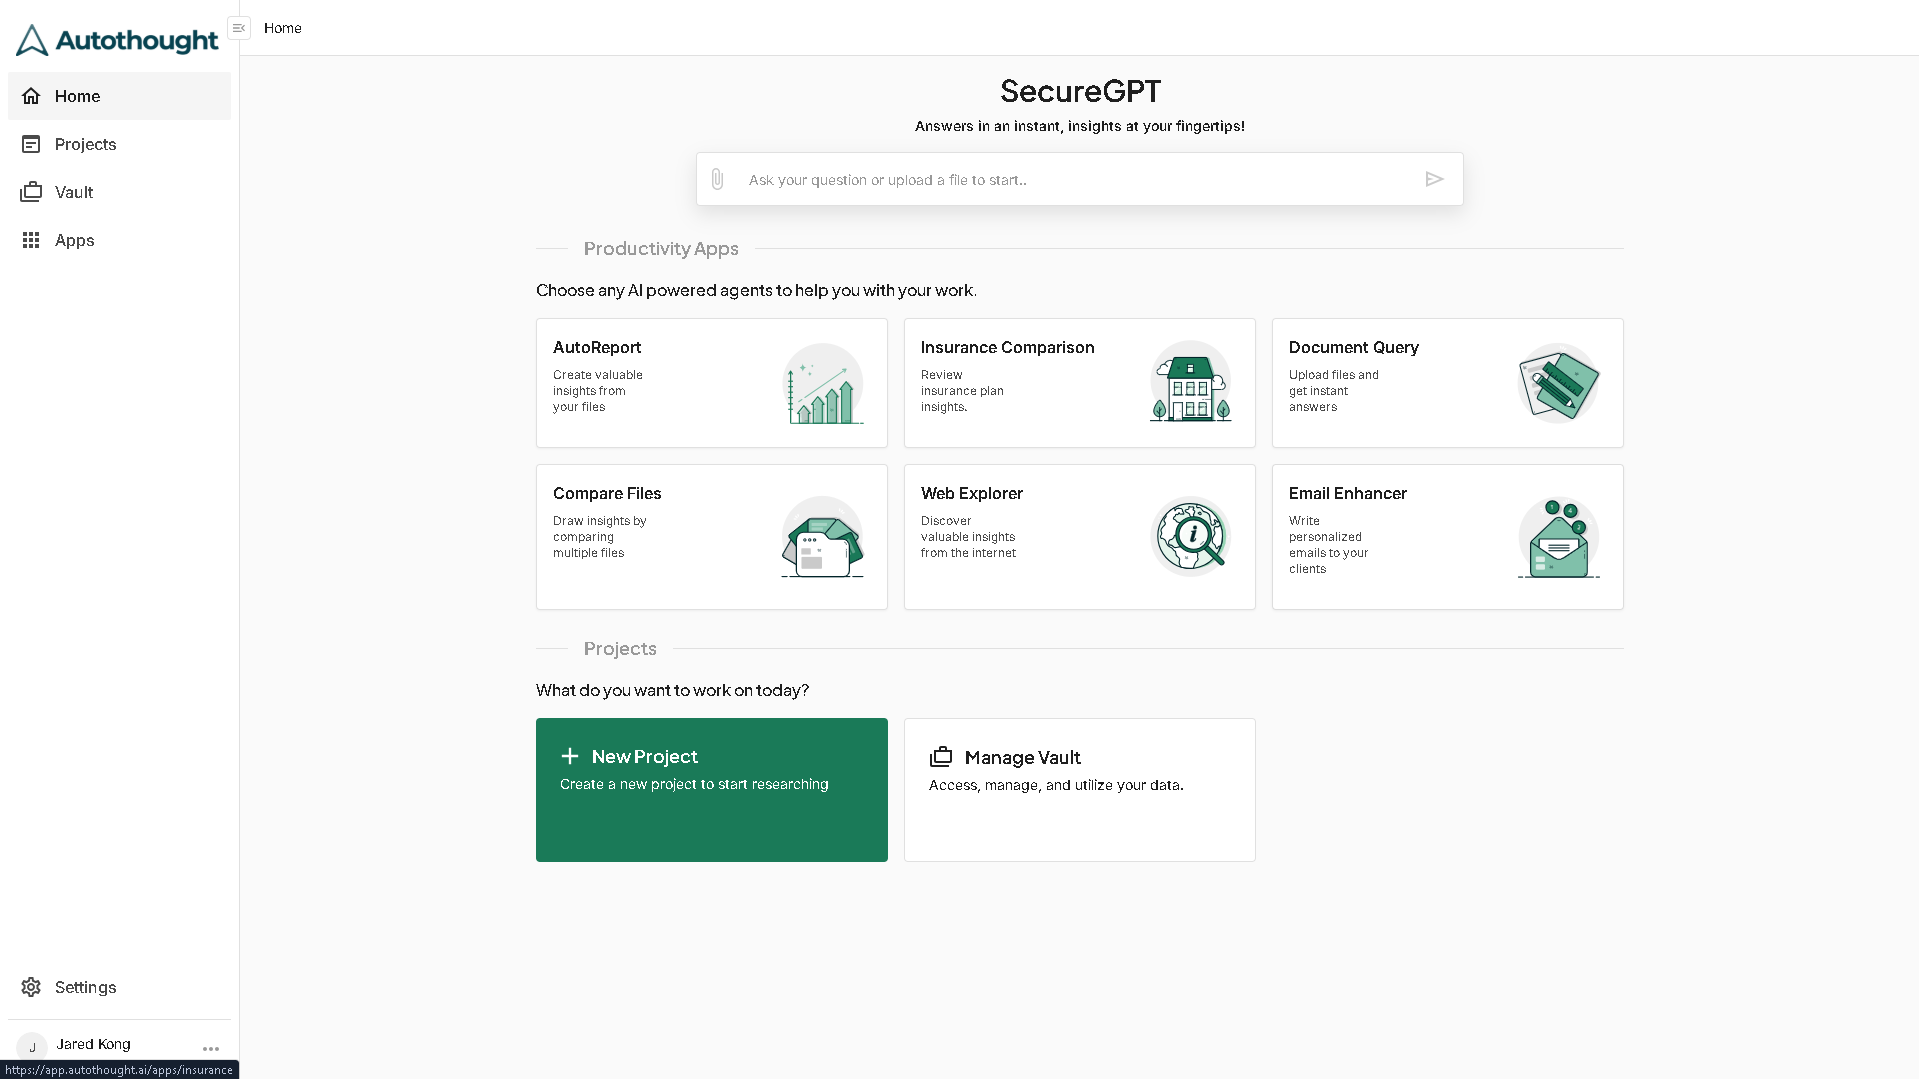 Autothought
Home
Home
Projects
Vault
Apps
SecureGPT
Answers in an instant, insights at your fingertips!
Ask your question or upload a file to start..
Productivity Apps
Choose any AI powered agents to help you with your work.
AutoReport
Create valuable
insights from
your files
Insurance Comparison
Review
insurance plan
insights.
Document Query
Upload files and
get instant
answers
Compare Files
Draw insights by
comparing
multiple files
Web Explorer
Discover
valuable insights
from the internet
i
Email Enhancer
Write
personalized
emails to your
clients
Projects
What do you want to work on today?
New Project
Create a new project to start researching
Manage Vault
Access, manage, and utilize your data.
Settings
J
Jared Kong
https://app.autothought.ai/apps/insurance